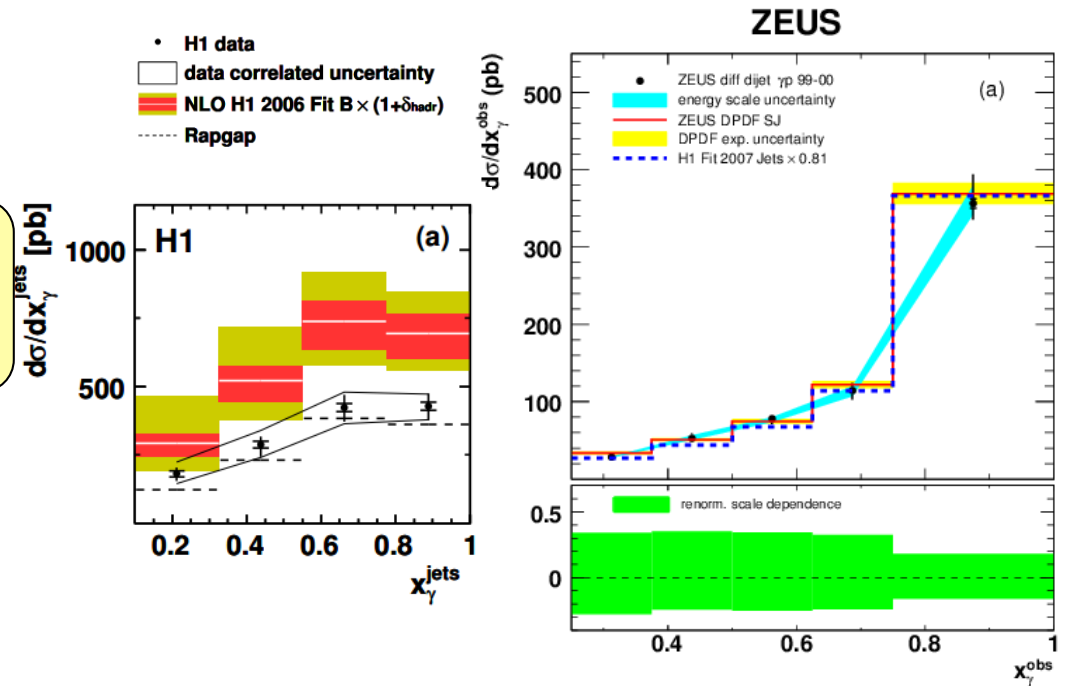 H1 data
data correlated uncertainty
NLO H1 2006 Fit B × (1+δhadr)
Rapgap
H1
(a)
dσ/dxγjets [pb]
1000
500
0.2 0.4 0.6 0.8 1
xγjets
ZEUS
ZEUS diff dijet γp 99-00
energy scale uncertainty
ZEUS DPDF SJ
DPDF exp. uncertainty
H1 Fit 2007 Jets × 0.81
(a)
dσ/dxγobs (pb)
500
400
300
200
100
renorm. scale dependence
0.5
0
0.4 0.6 0.8 1
xγobs